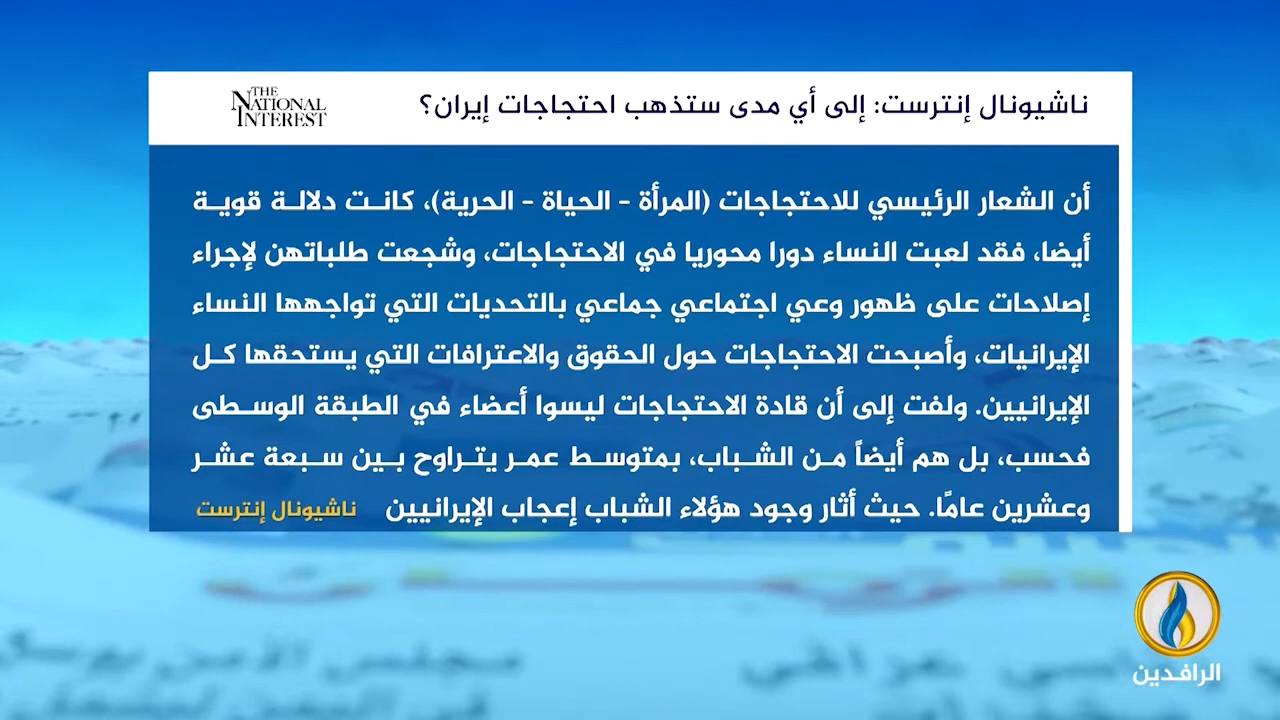 ناشيونال إنترست: إلى أي مدى ستذهب احتجاجات إيران؟
THE
NATIONAL
INTEREST
أن الشعار الرئيسي للاحتجاجات (المرأة - الحياة - الحرية)، كانت دلالة قوية
أيضا، فقد لعبت النساء دورا محوريا في الاحتجاجات، وشجعت طلباتهن لإجراء
إصلاحات على ظهور وعي اجتماعي جماعي بالتحديات التي تواجهها النساء
الإيرانيات، وأصبحت الاحتجاجات حول الحقوق والاعترافات التي يستحقها كل
الإيرانيين. ولفت إلى أن قادة الاحتجاجات ليسوا أعضاء في الطبقة الوسطى
فحسب، بل هم أيضاً من الشباب، بمتوسط عمر يتراوح بين سبعة عشر
وعشرين عامًا. حيث أثار وجود هؤلاء الشباب إعجاب الإيرانيين
ناشيونال إنترست
مجلس الأمن
الرافدين